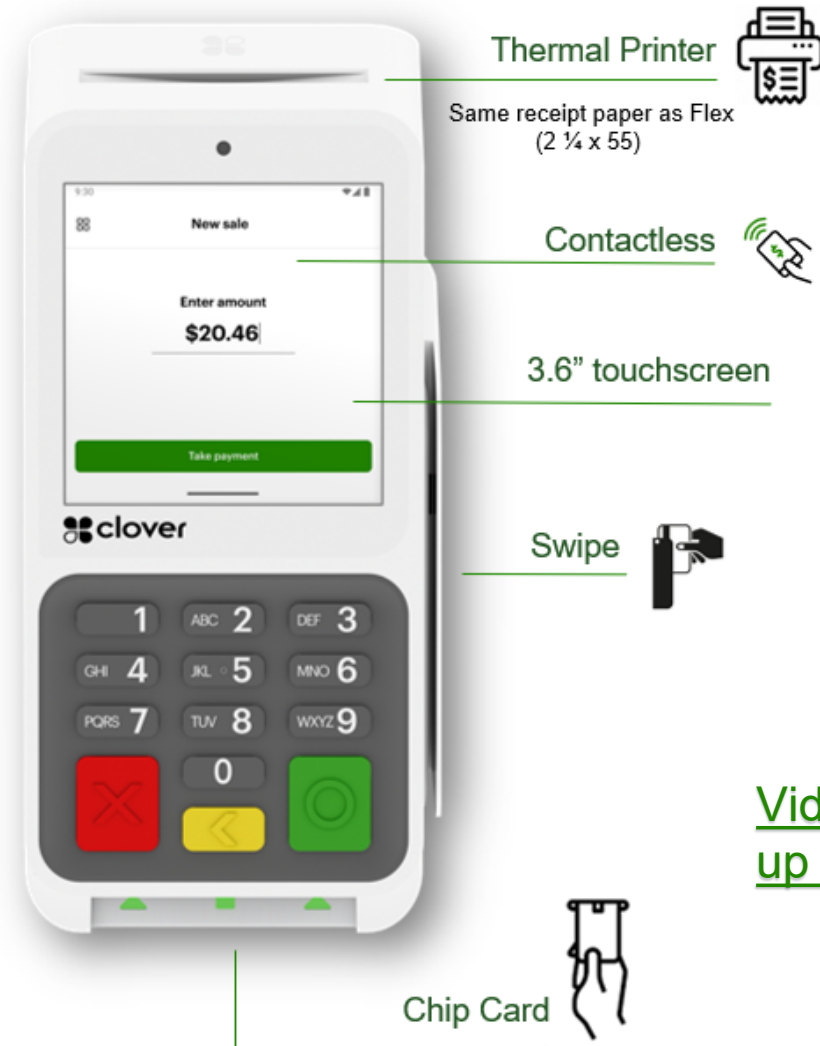 Thermal Printer
Same receipt paper as Flex
(2 ¼ x 55)
9:30
New sale
Contactless
Enter amount
$20.46
3.6” touchscreen
Take payment
clover
Swipe
1 ABC 2 DEF 3
GHI 4 JKL 5 MNO 6
PQRS 7 TUV 8 WXYZ 9
0
Vid
up
Chip Card